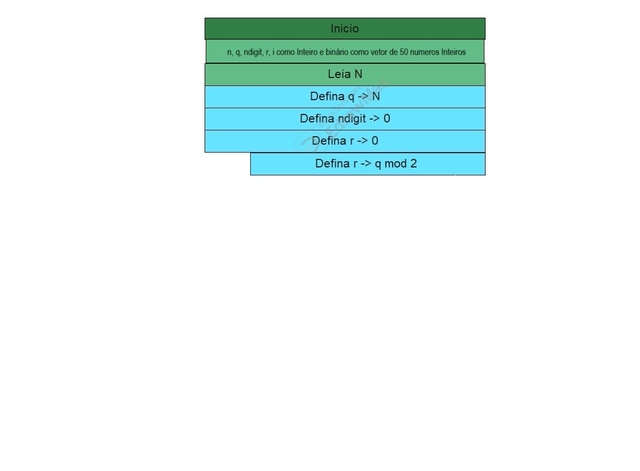 Inicio
n, q, ndigit, r, i como Inteiro e binário como vetor de 50 numeros Inteiros
Leia N
Defina q -> N
Defina ndigit -> 0
Defina r -> 0
Defina r -> q mod 2